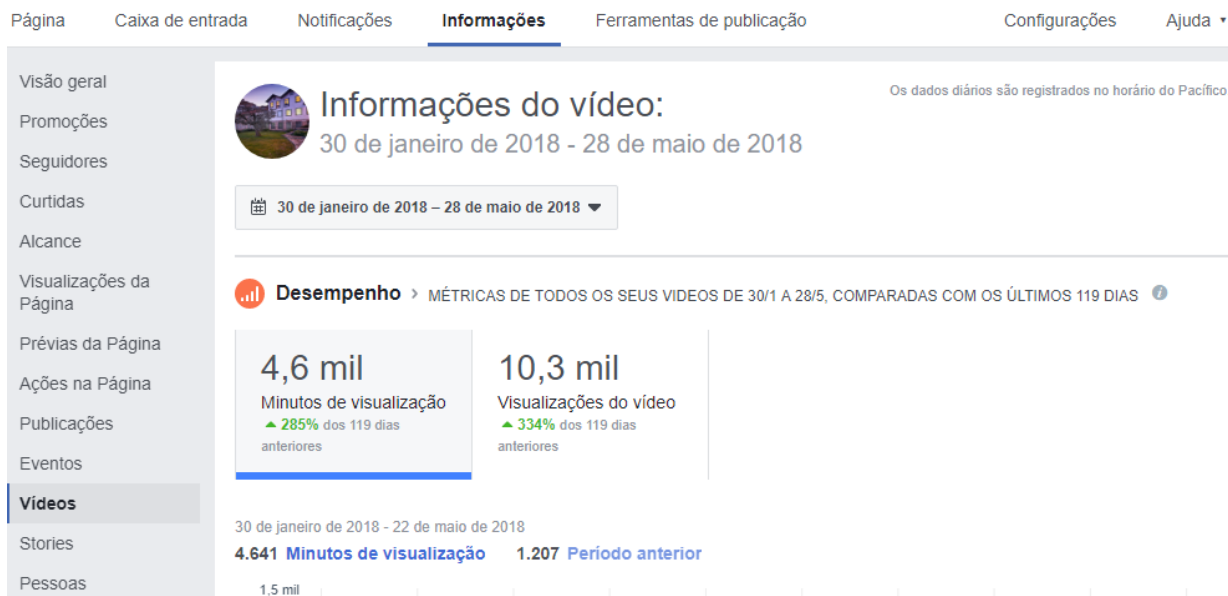 Página Caixa de entrada Notificações Informações Ferramentas de publicação Configurações Ajuda
Visão geral
Promoções
Seguidores
Curtidas
Alcance
Visualizações da
Página
Prévias da Página
Ações na Página
Publicações
Eventos
Vídeos
Stories
Pessoas
Informações do vídeo:
30 de janeiro de 2018 - 28 de maio de 2018
Os dados diários são registrados no horário do Pacífico
30 de janeiro de 2018 – 28 de maio de 2018
Desempenho › MÉTRICAS DE TODOS OS SEUS VIDEOS DE 30/1 A 28/5, COMPARADAS COM OS ÚLTIMOS 119 DIAS
4,6 mil
Minutos de visualização
285% dos 119 dias
anteriores
10,3 mil
Visualizações do vídeo
334% dos 119 dias
anteriores
30 de janeiro de 2018 - 22 de maio de 2018
4.641 Minutos de visualização 1.207 Período anterior
1,5 mil